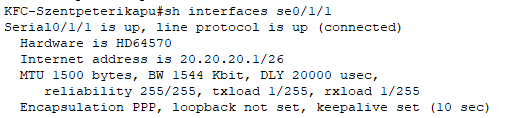 KFC-Szentpeterikapu#sh interfaces se0/1/1
Serial0/1/1 is up, line protocol is up (connected)
Hardware is HD64570
Internet address is 20.20.20.1/26
MTU 1500 bytes, BW 1544 Kbit, DLY 20000 usec,
reliability 255/255, txload 1/255, rxload 1/255
Encapsulation PPP, loopback not set, keepalive set (10 sec)